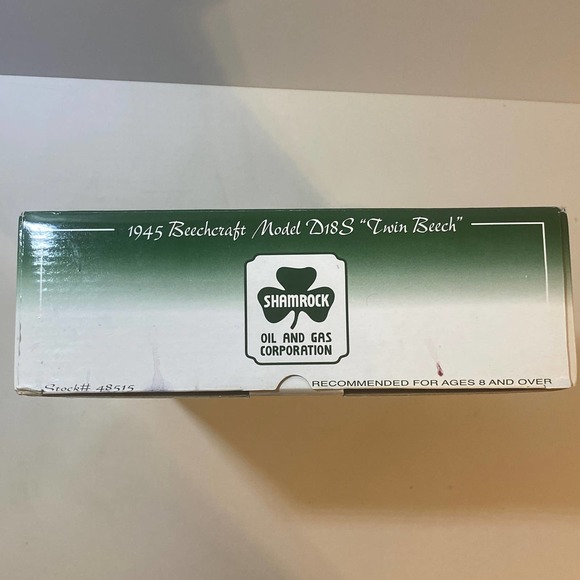 1945 Beechcraft Model D18S "Twin Beech"
SHAMROCK
OIL AND GAS
CORPORATION
Stock# 48515
RECOMMENDED FOR AGES 8 AND OVER